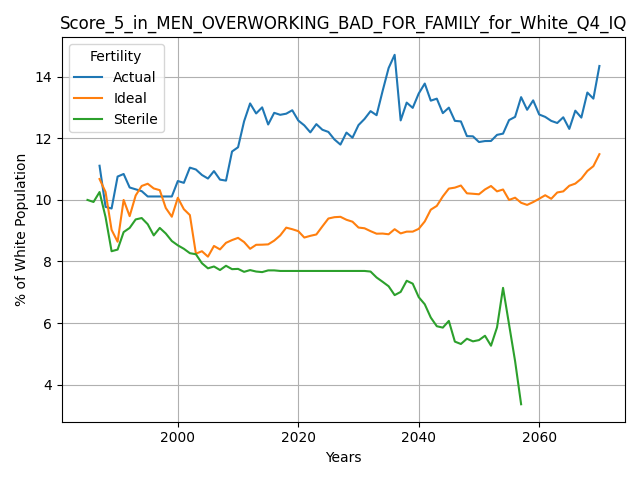 Score_5_in_MEN_OVERWORKING_BAD_FOR_FAMILY_for_White_Q4_IQ
Fertility
Actual
Ideal
Sterile
14
12
10
8
6
4
% of White Population
2000
2020
2040
2060
Years